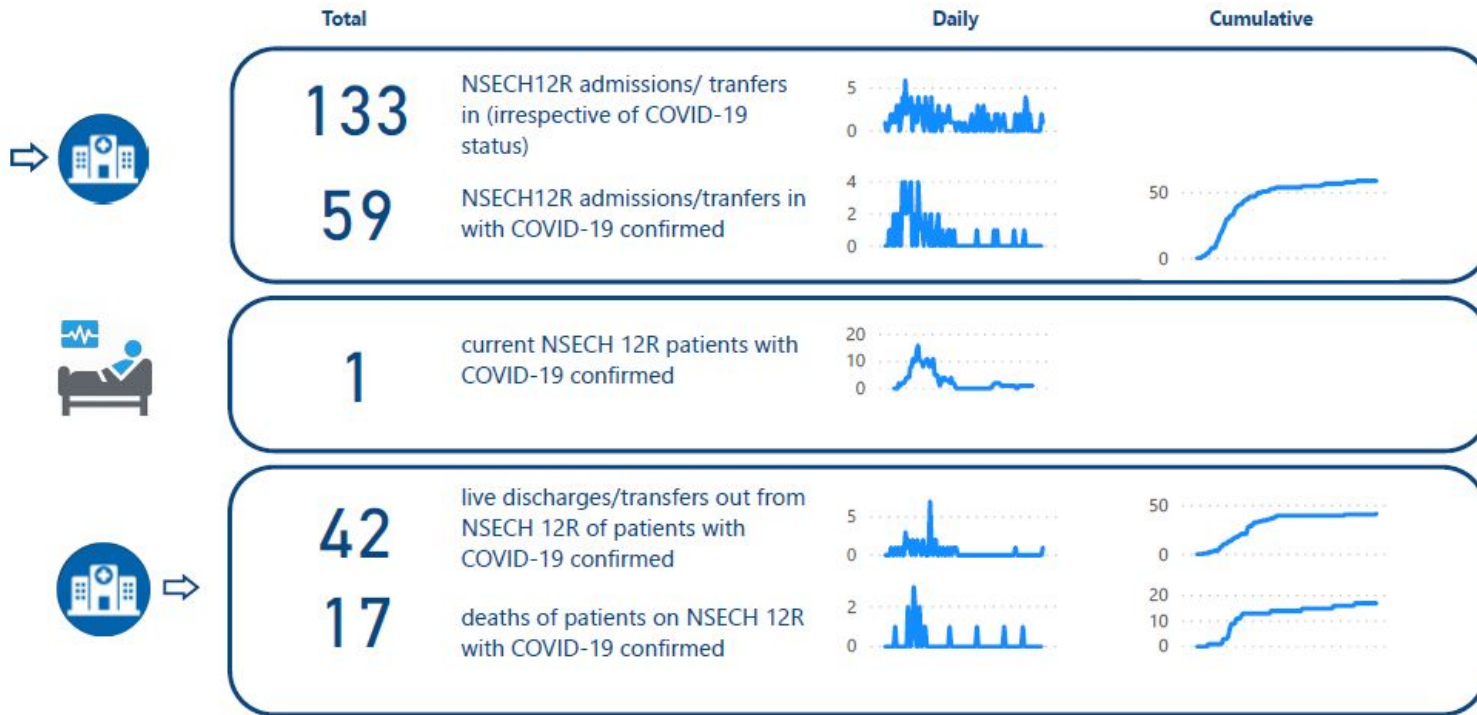 Total Daily Cumulative
133
NSECH12R admissions/ tranfers
in (irrespective of COVID-19
status)
5
0
59
NSECH12R admissions/tranfers in
with COVID-19 confirmed
4
2
0
50
0
1
current NSECH 12R patients with
COVID-19 confirmed
20
10
0
42
live discharges/transfers out from
NSECH 12R of patients with
COVID-19 confirmed
5
0
50
0
17
deaths of patients on NSECH 12R
with COVID-19 confirmed
2
0
20
10
0